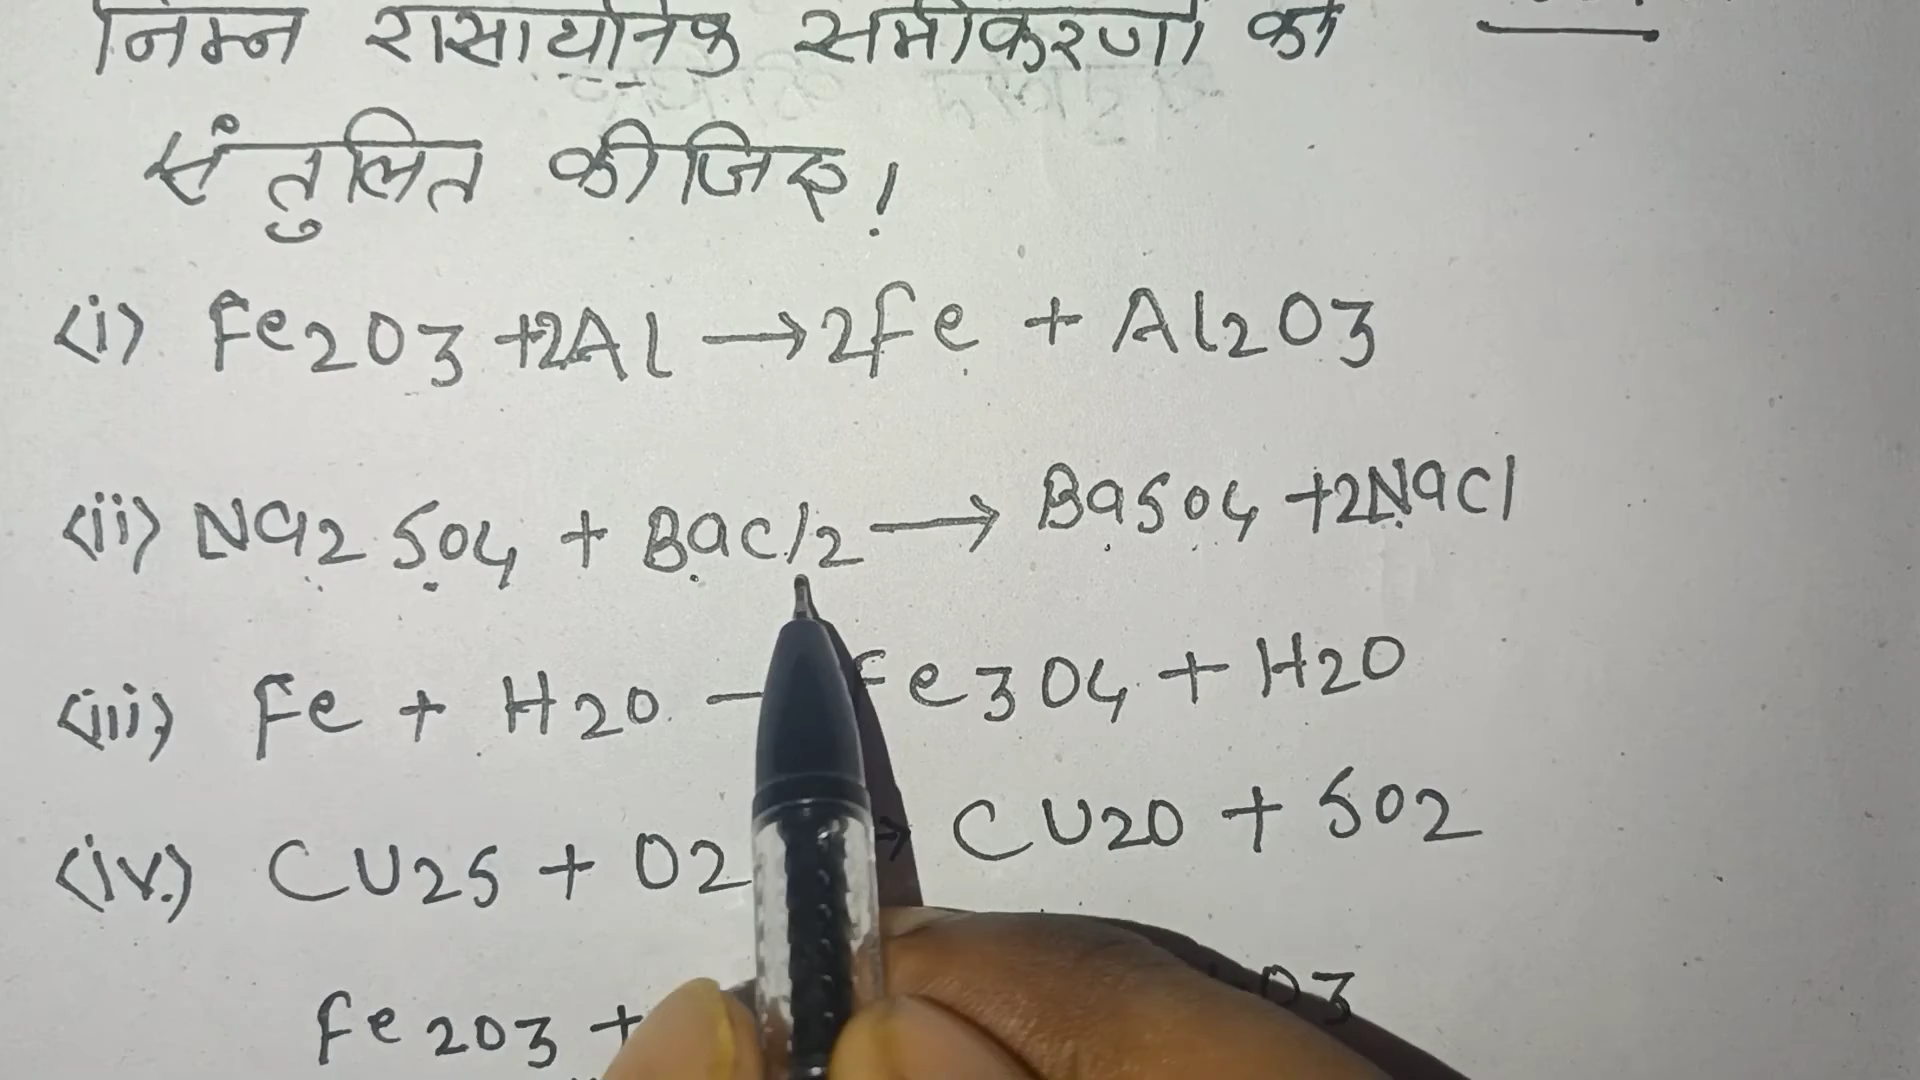 निम्न रासायनिक समीकरणों को
संतुलित कीजिए!
(i) Fe2O3 +2Al → 2Fe + Al2O3
(ii) Na2SO4 + BaCl2 → BaSO4 +2NaCl
(iii) Fe + H2O – Fe3O4 + H2O
(iv.) CU2S + O2 → CU2O + SO2
Fe2O3 + O3